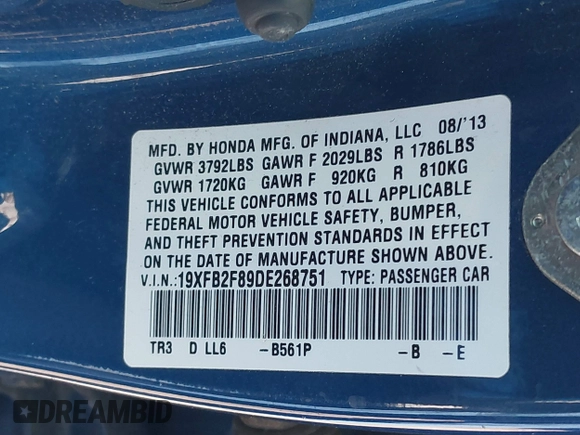 MFD. BY HONDA MFG. OF INDIANA, LLC 08/'13
GVWR 3792LBS GAWR F 2029LBS R 1786LBS
GVWR 1720KG GAWR F 920KG R 810KG
THIS VEHICLE CONFORMS TO ALL APPLICABLE
FEDERAL MOTOR VEHICLE SAFETY, BUMPER,
AND THEFT PREVENTION STANDARDS IN EFFECT
ON THE DATE OF MANUFACTURE SHOWN ABOVE.
V.I.N.:19XFB2F89DE268751 TYPE: PASSENGER CAR
TR3 D LL6 -B561P -B -E
DREAMBID